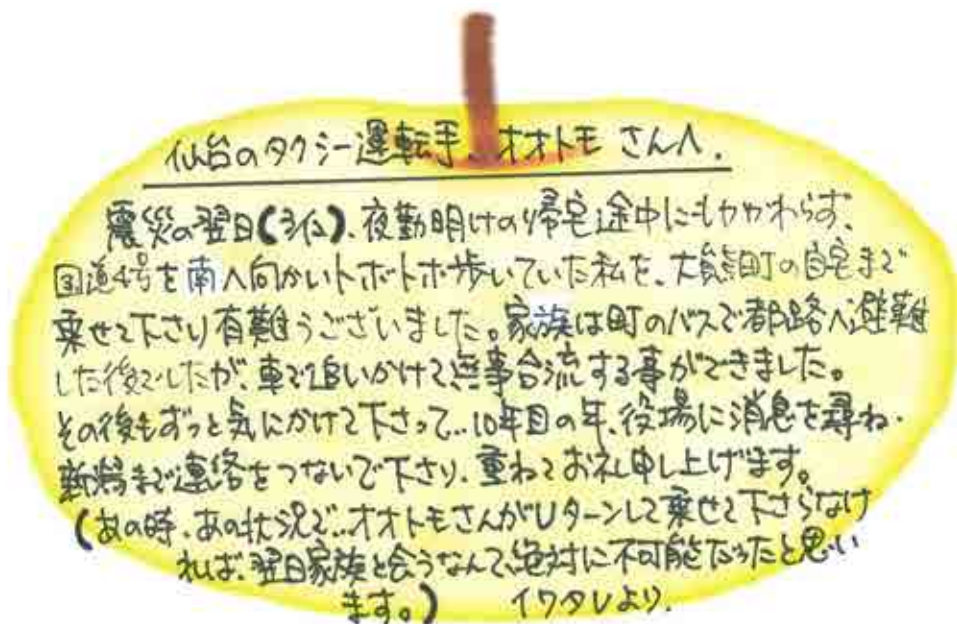 仙台のタクシー運転手、オオトモ さんへ.
震災の翌日(3/12)、夜勤明けの帰宅途中にもかかわらず、
国道4号を南へ向かいトボトボ歩いていた私を、大熊町の自宅まで
乗せて下さり有難うございました。家族は町のバスで都路へ避難
した後でしたが、車で追いかけて無事合流する事ができました。
その後もずっと気にかけて下さって...10年目の年、役場に消息を尋ね・
新潟まで連絡をつないで下さり、重ねてお礼申し上げます。
(あの時、あの状況で...オオトモさんがUターンして乗せて下さらなけ
れば、翌日家族と会うなんて、絶対に不可能だったと思い
ます。) イワタレより.